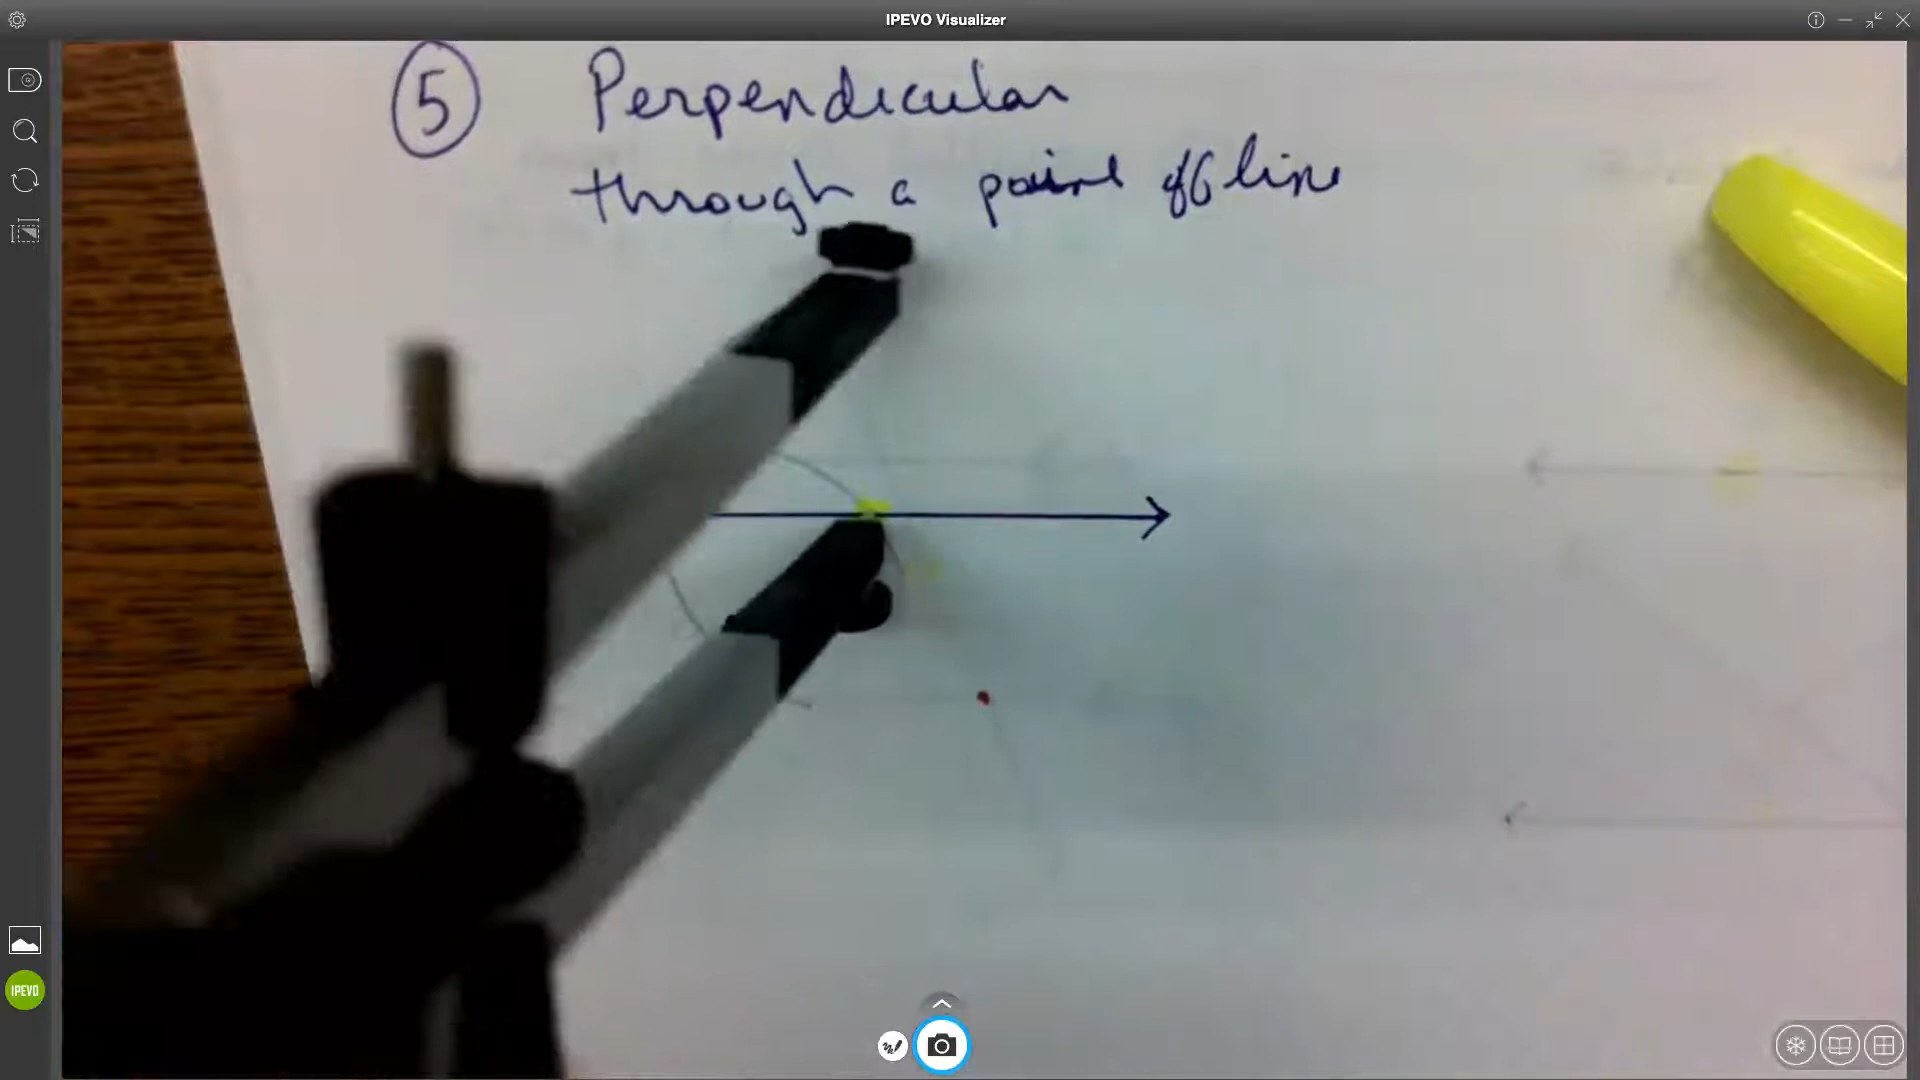 IPEVO Visualizer
5 Perpendicular
through a point off line
IPEVO